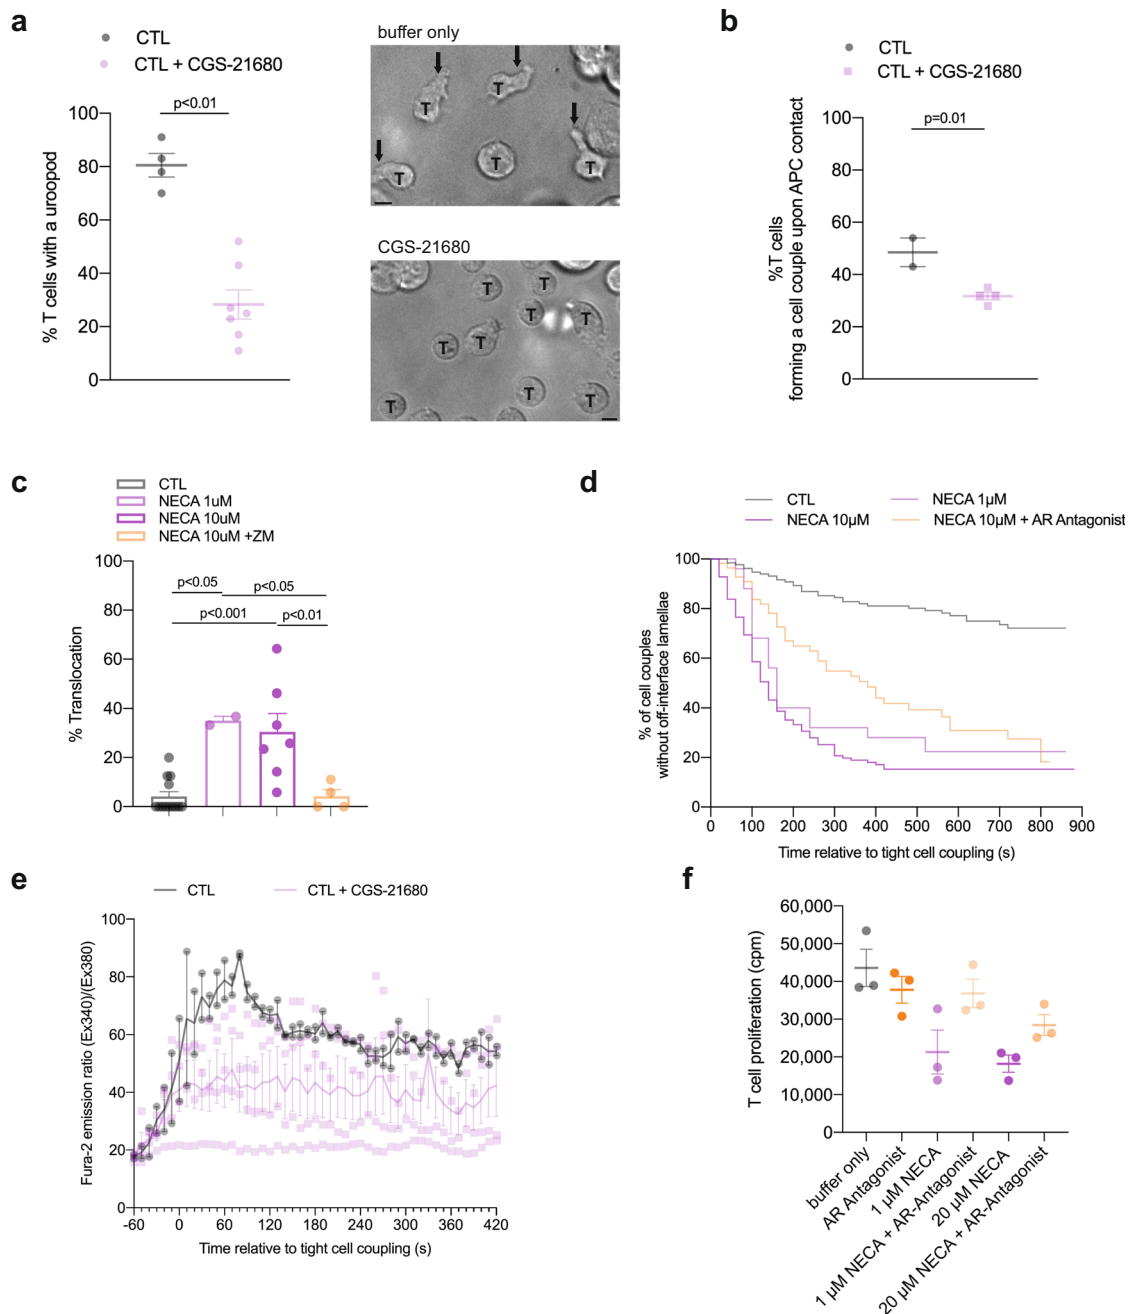 a
CTL
CTL + CGS-21680
p<0.01
% T cells with a uroopod
100
80
60
40
20
0
buffer only
T
T
T
T
T
CGS-21680
T
T
T
T
T
T
T
T
T
b
CTL
CTL + CGS-21680
p=0.01
%T cells
forming a cell couple upon APC contact
100
80
60
40
20
0
c
CTL
NECA 1uM
NECA 10uM
NECA 10uM +ZM
% Translocation
100
80
60
40
20
0
p<0.05
p<0.05
p<0.001
p<0.01
d
CTL
NECA 1µM
NECA 10µM
NECA 10µM + AR Antagonist
% of cell couples
without off-interface lamellae
100
80
60
40
20
0
0 100 200 300 400 500 600 700 800 900
Time relative to tight cell coupling (s)
e
CTL
CTL + CGS-21680
Fura-2 emission ratio (Ex340)/(Ex380)
100
80
60
40
20
0
-60 0 60 120 180 240 300 360 420
Time relative to tight cell coupling (s)
f
T cell proliferation (cpm)
60,000
50,000
40,000
30,000
20,000
10,000
0
buffer only
AR Antagonist
1 µM NECA
1 µM NECA + AR-Antagonist
20 µM NECA
20 µM NECA + AR-Antagonist